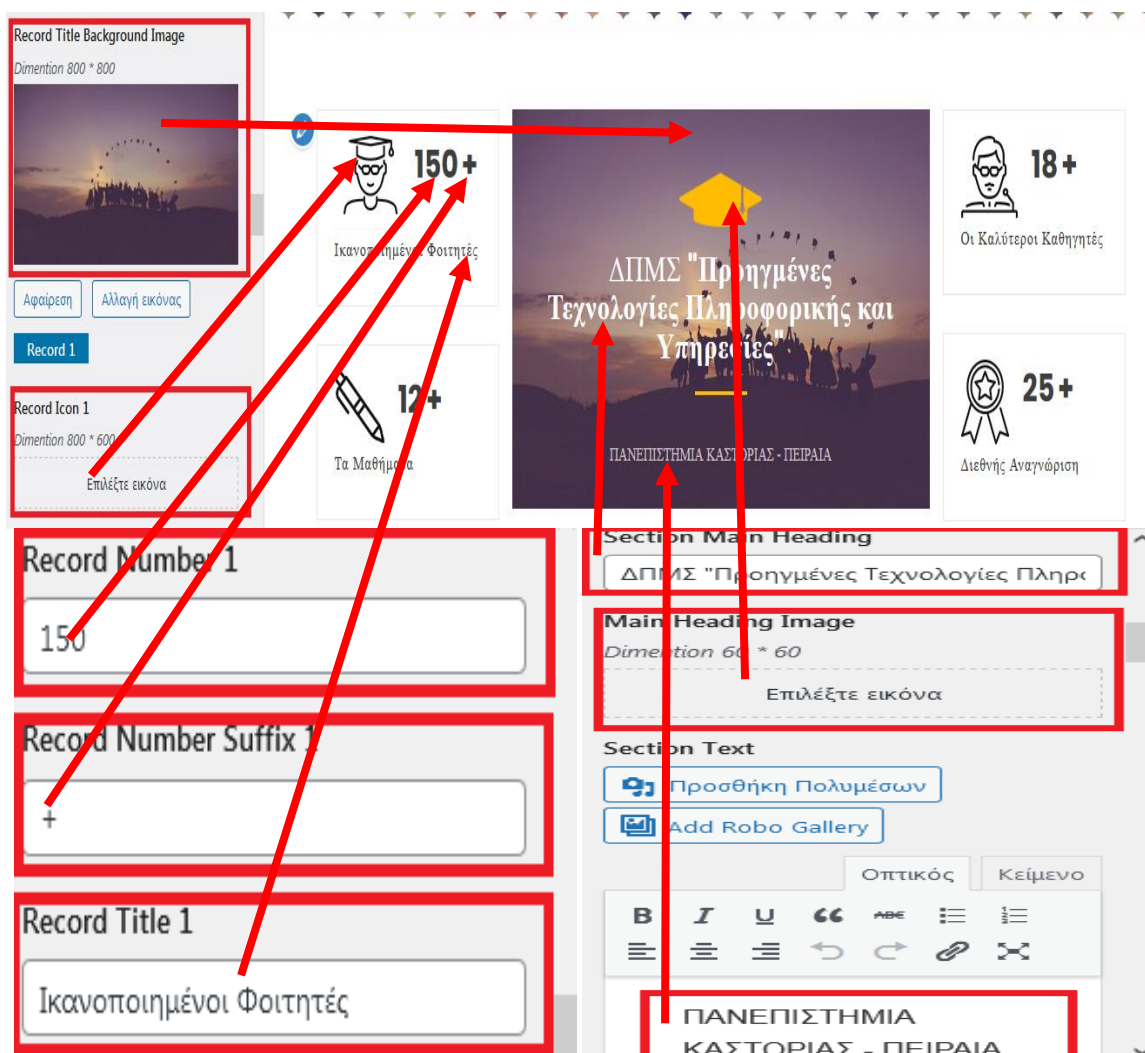 Record Title Background Image
Dimention 800 * 800
Αφαίρεση
Αλλαγή εικόνας
Record 1
Record Icon 1
Dimention 800 * 600
Επιλέξτε εικόνα
150+
Ικανοποιημένοι Φοιτητές
12+
Τα Μαθήματα
ΔΠΜΣ "Προηγμένες
Τεχνολογίες Πληροφορικής και
Υπηρεσίες"
ΠΑΝΕΠΙΣΤΗΜΙΑ ΚΑΣΤΟΡΙΑΣ - ΠΕΙΡΑΙΑ
18+
Οι Καλύτεροι Καθηγητές
25+
Διεθνής Αναγνώριση
Record Number 1
150
Record Number Suffix 1
+
Record Title 1
Ικανοποιημένοι Φοιτητές
Section Main Heading
ΔΠΜΣ "Προηγμένες Τεχνολογίες Πληρο
Main Heading Image
Dimention 60 * 60
Επιλέξτε εικόνα
Section Text
Προσθήκη Πολυμέσων
Add Robo Gallery
Οπτικός
Κείμενο
B I U ABE
ΠΑΝΕΠΙΣΤΗΜΙΑ
ΚΑΣΤΟΡΙΑΣ - ΠΕΙΡΑΙΑ